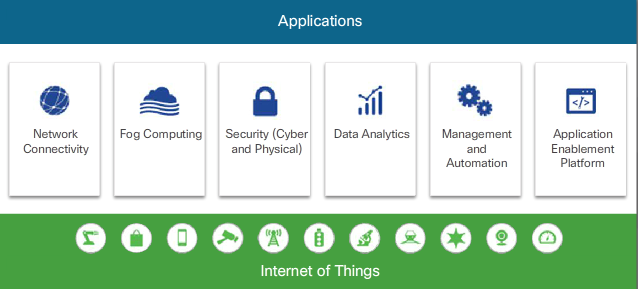 Applications
Network
Connectivity
Fog Computing
Security (Cyber
and Physical)
Data Analytics
Management
and
Automation
</>
Application
Enablement
Platform
Internet of Things